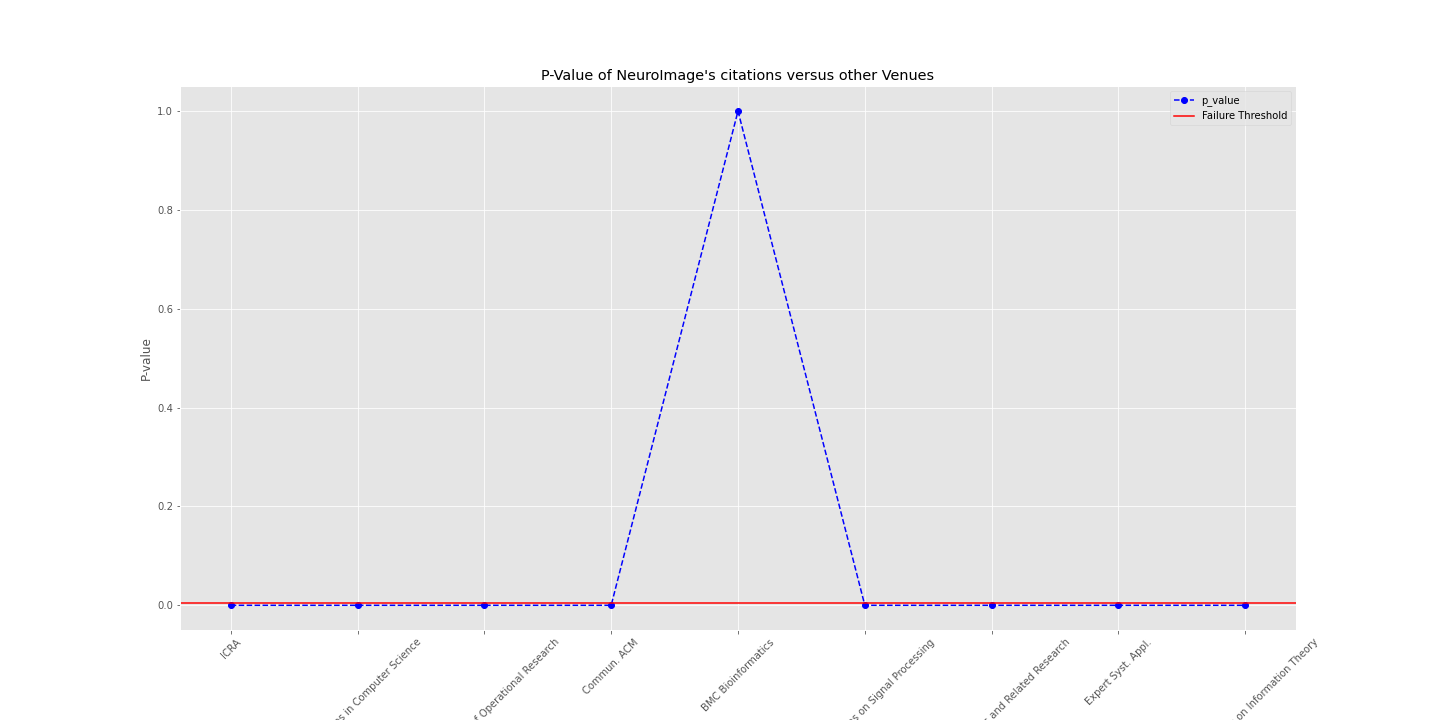 P-Value of NeuroImage's citations versus other Venues
p_value
Failure Threshold
P-value
1.0
0.8
0.6
0.4
0.2
0.0
ICRA
in Computer Science
Operational Research
Commun. ACM
BMC Bioinformatics
on Signal Processing
and Related Research
Expert Syst. Appl.
on Information Theory